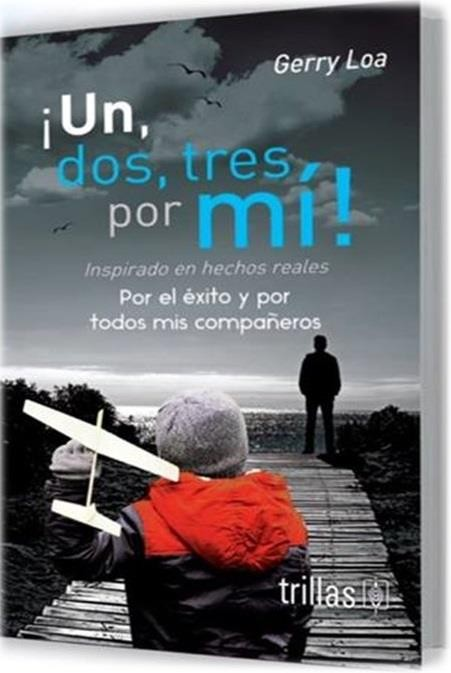 Gerry Loa
¡Un,
dos, tres
por mí!
Inspirado en hechos reales
Por el éxito y por
todos mis compañeros
trillas